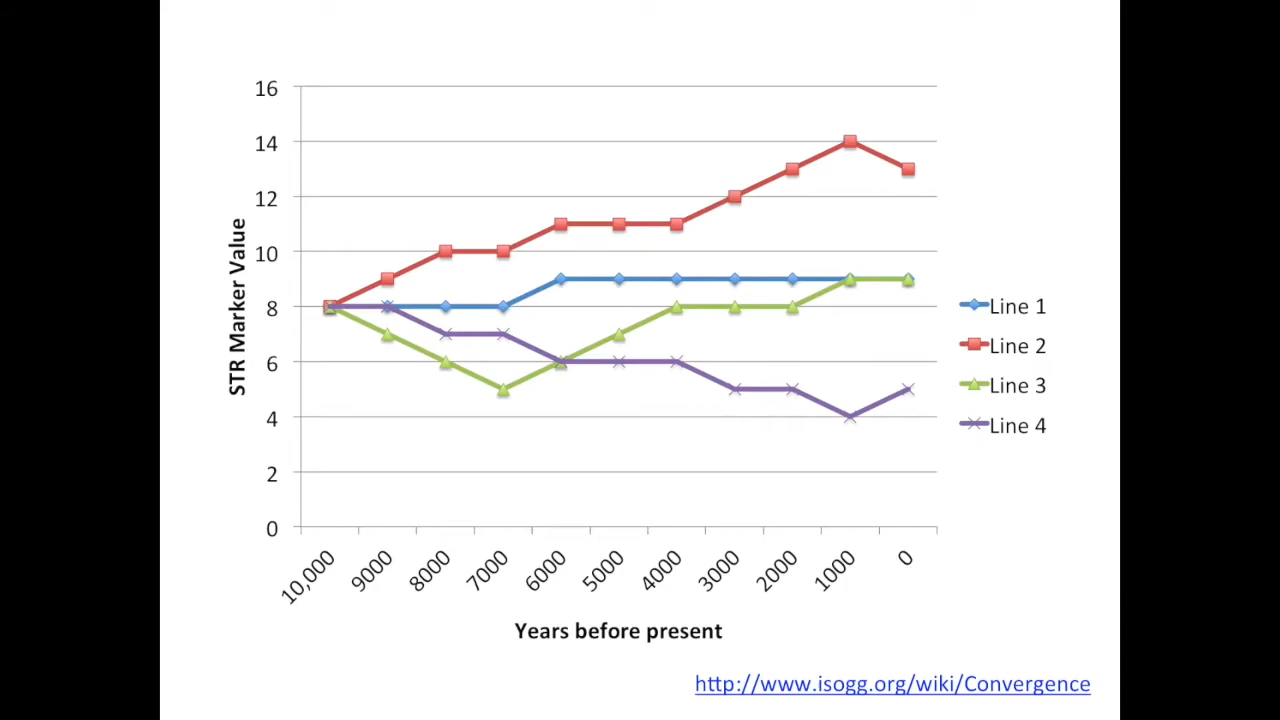 16
14
12
10
8
6
4
2
0
STR Marker Value
10,000
9000
8000
7000
6000
5000
4000
3000
2000
1000
0
Years before present
Line 1
Line 2
Line 3
Line 4
http://www.isogg.org/wiki/Convergence